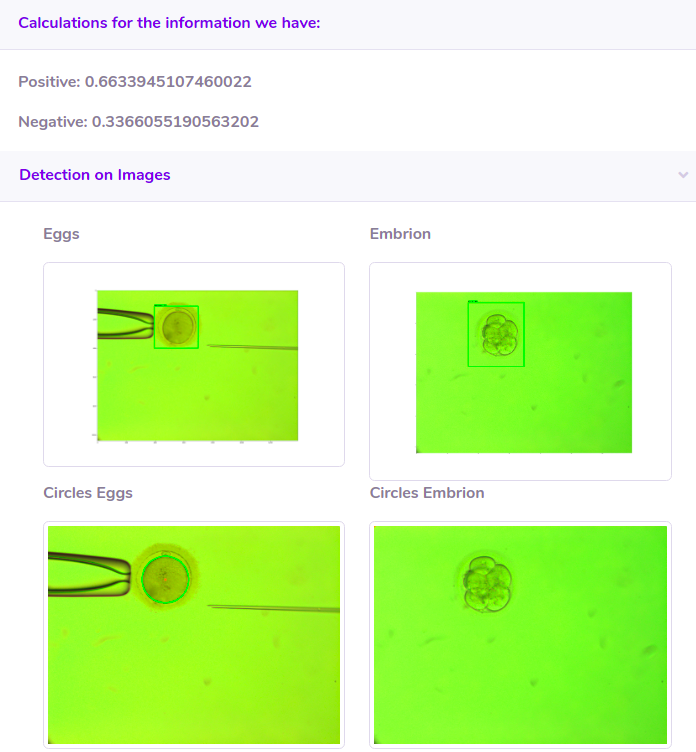 Calculations for the information we have:
Positive: 0.6633945107460022
Negative: 0.3366055190563202
Detection on Images
Eggs
Embrion
Circles Eggs
Circles Embrion